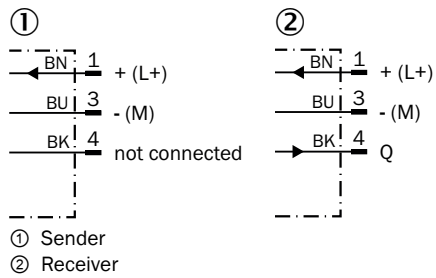 ① ②
BN 1 + (L+) BN 1 + (L+)
BU 3 - (M) BU 3 - (M)
BK 4 not connected BK 4 Q
① Sender
② Receiver